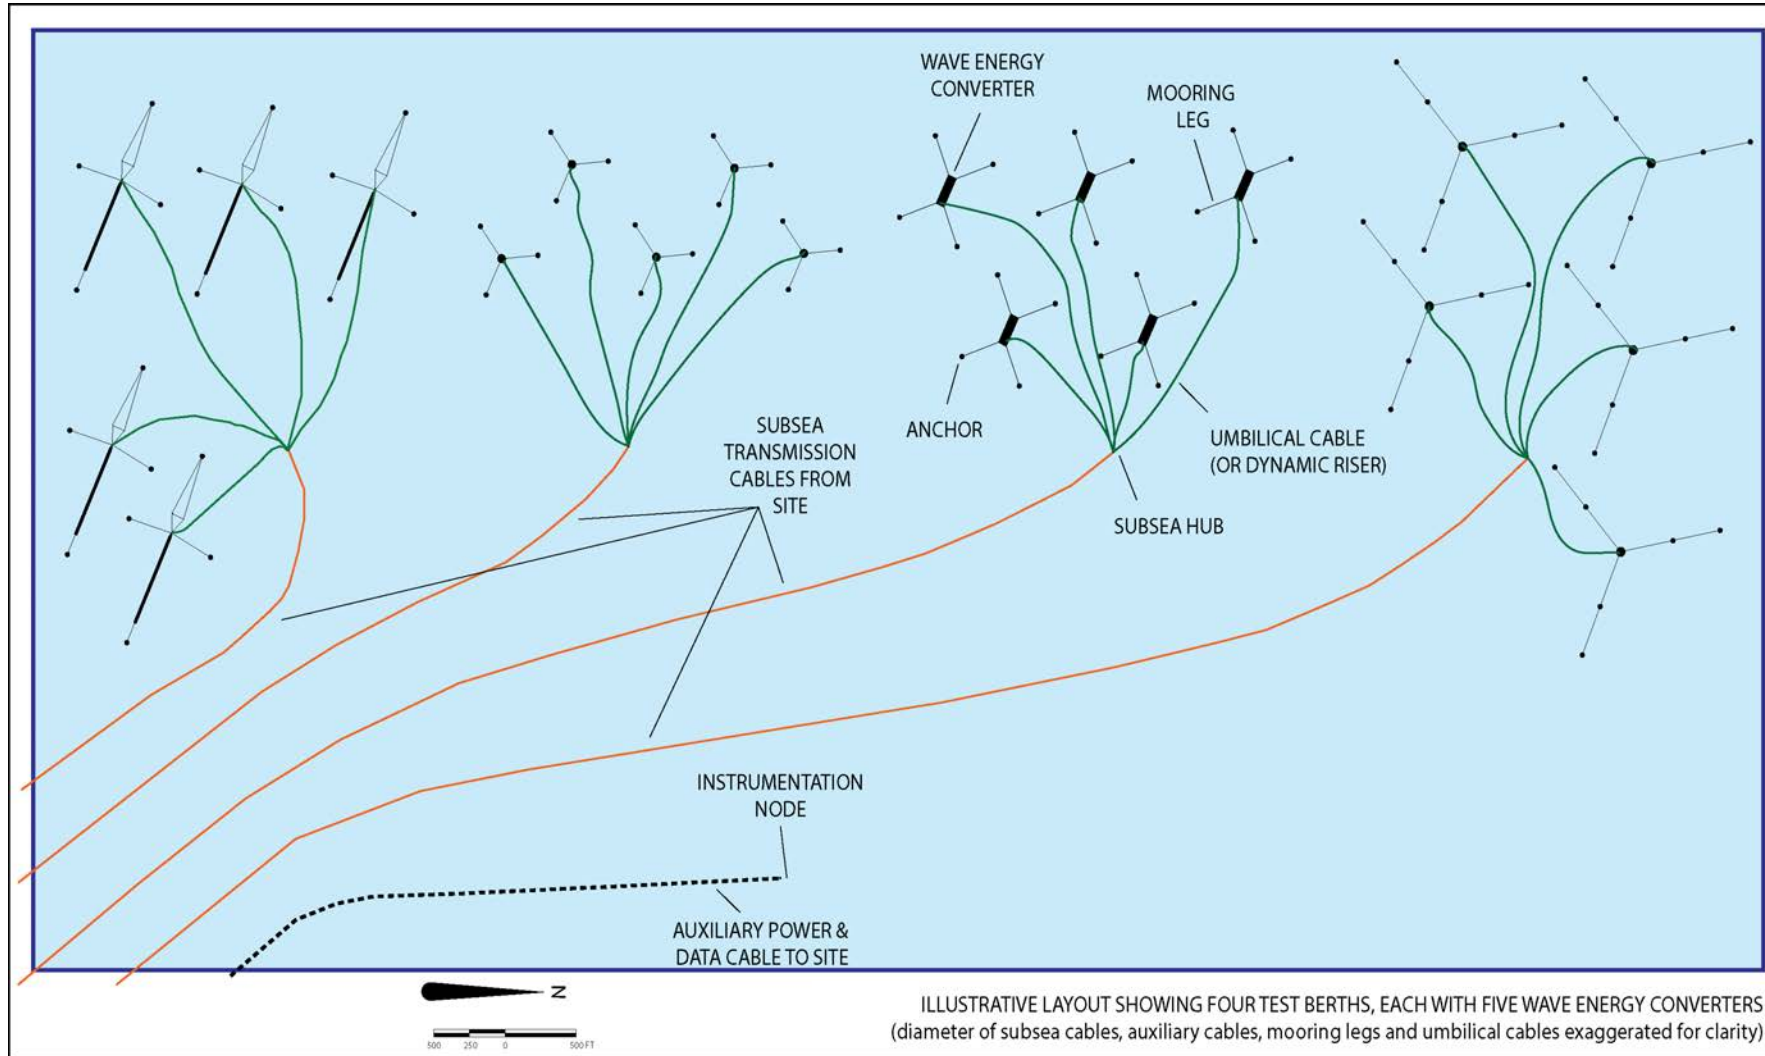 WAVE ENERGY
CONVERTER
MOORING
LEG
ANCHOR
SUBSEA
TRANSMISSION
CABLES FROM
SITE
UMBILICAL CABLE
(OR DYNAMIC RISER)
SUBSEA HUB
INSTRUMENTATION
NODE
AUXILIARY POWER &
DATA CABLE TO SITE
N
500 250 0 500 FT
ILLUSTRATIVE LAYOUT SHOWING FOUR TEST BERTHS, EACH WITH FIVE WAVE ENERGY CONVERTERS
(diameter of subsea cables, auxiliary cables, mooring legs and umbilical cables exaggerated for clarity)